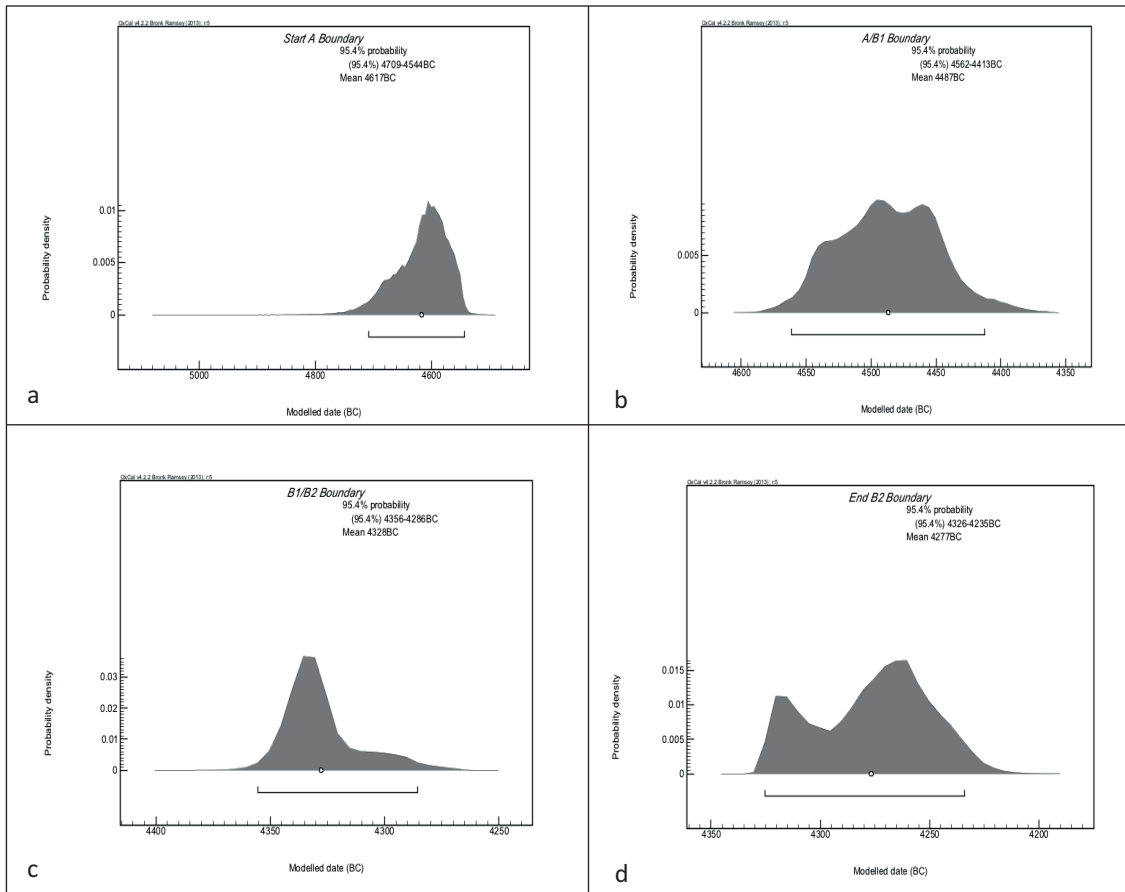 OxCal v4.2.2 Bronk Ramsey (2013); r:5
Start A Boundary
95.4% probability
(95.4%) 4709-4544BC
Mean 4617BC
Probability density
0.01
0.005
0
5000 4800 4600
Modelled date (BC)
a
OxCal v4.2.2 Bronk Ramsey (2013); r:5
A/B1 Boundary
95.4% probability
(95.4%) 4562-4413BC
Mean 4487BC
Probability density
0.005
0
4600 4550 4500 4450 4400 4350
Modelled date (BC)
b
OxCal v4.2.2 Bronk Ramsey (2013); r:5
B1/B2 Boundary
95.4% probability
(95.4%) 4356-4286BC
Mean 4328BC
Probability density
0.03
0.02
0.01
0
4400 4350 4300 4250
Modelled date (BC)
c
OxCal v4.2.2 Bronk Ramsey (2013); r:5
End B2 Boundary
95.4% probability
(95.4%) 4326-4235BC
Mean 4277BC
Probability density
0.015
0.01
0.005
0
4350 4300 4250 4200
Modelled date (BC)
d